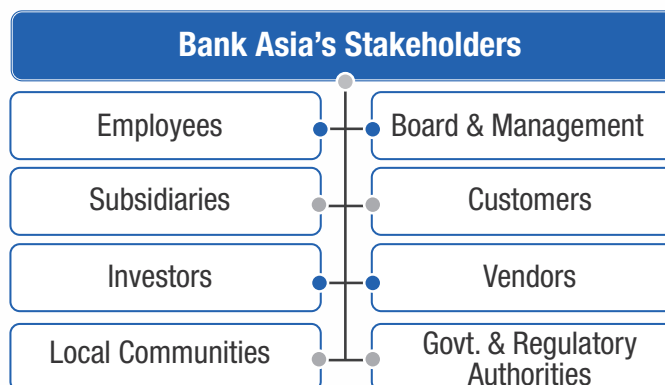 Bank Asia's Stakeholders
Employees
Board & Management
Subsidiaries
Customers
Investors
Vendors
Local Communities
Govt. & Regulatory
Authorities